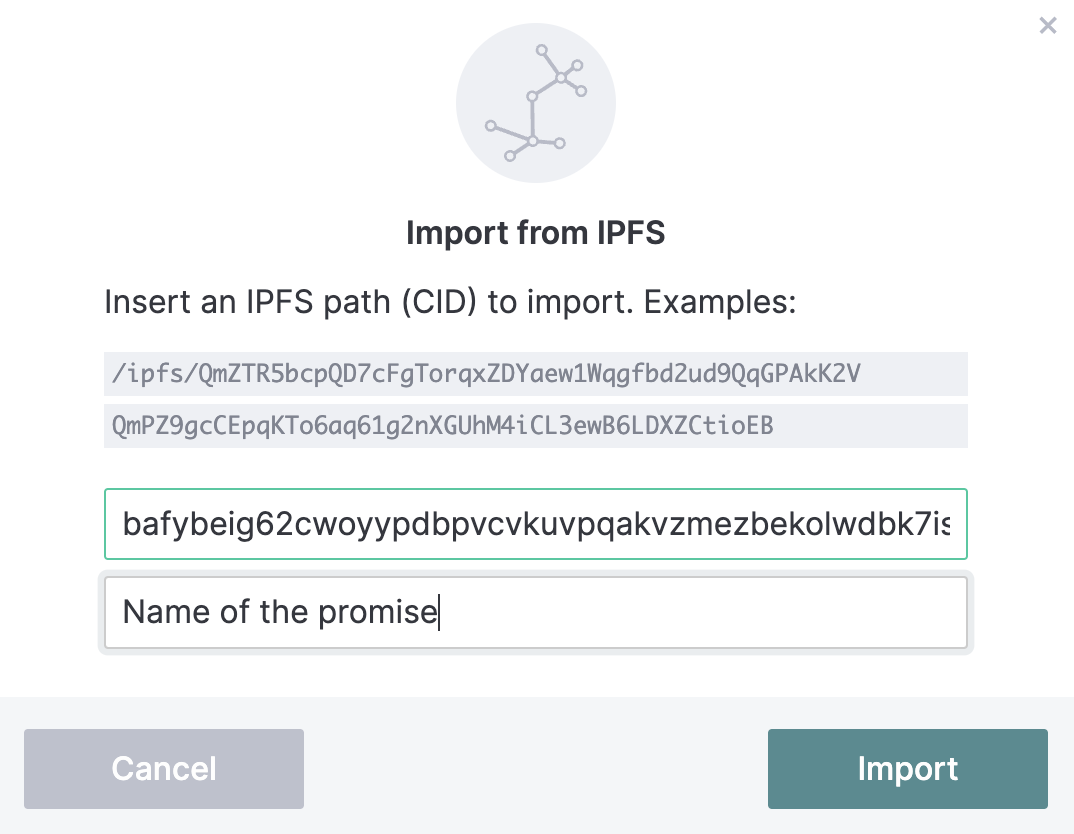 Import from IPFS
Insert an IPFS path (CID) to import. Examples:
/ipfs/QmZTR5bcpQD7cFgTorqxZDYaew1Wqgfbd2ud9QqGPAkK2V
QmPZ9gcCEpqKTo6aq61g2nXGUhM4iCL3ewB6LDXZCtioEB
bafybeig62cwoyypdbpvcvkuvpqakvzmezbekolwdbk7is
Name of the promise
Cancel
Import